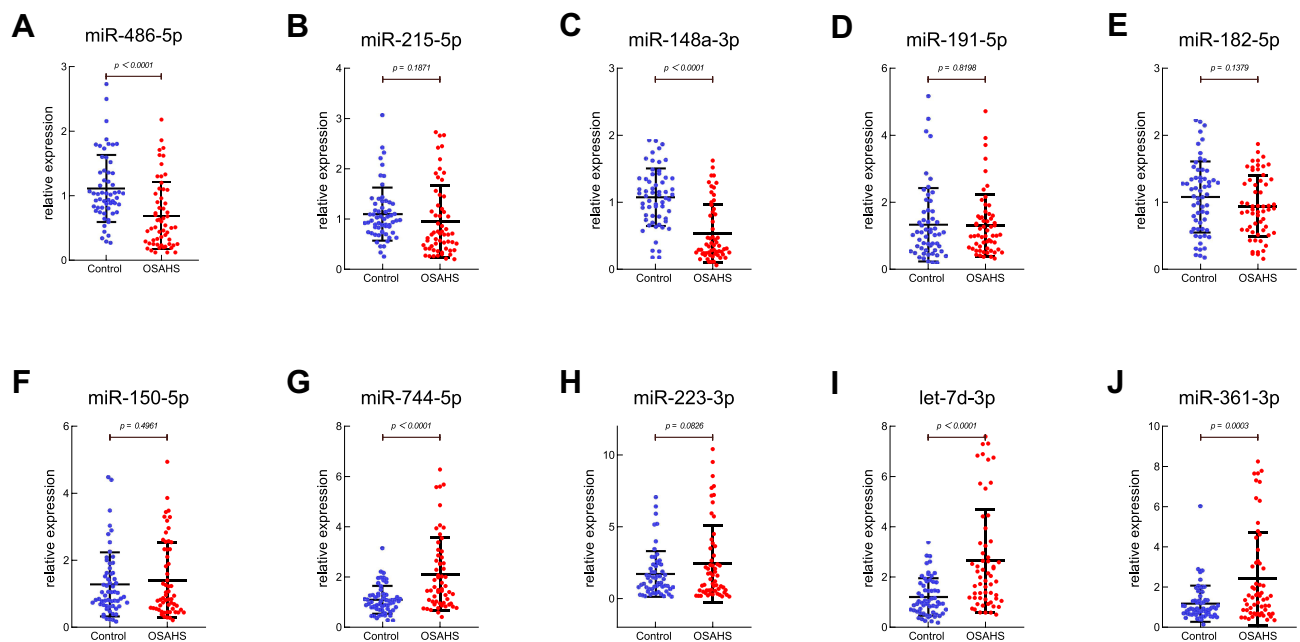 A
miR-486-5p
p < 0.0001
relative expression
3
2
1
0
Control
OSAHS
B
miR-215-5p
p = 0.1871
relative expression
4
3
2
1
0
Control
OSAHS
C
miR-148a-3p
p <0.0001
relative expression
3
2
1
0
Control
OSAHS
D
miR-191-5p
p = 0.8198
relative expression
6
4
2
0
Control
OSAHS
E
miR-182-5p
p = 0.1379
relative expression
3
2
1
0
Control
OSAHS
F
miR-150-5p
p = 0.4961
relative expression
6
4
2
0
Control
OSAHS
G
miR-744-5p
p <0.0001
relative expression
8
6
4
2
0
Control
OSAHS
H
miR-223-3p
p = 0.0826
relative expression
10
5
0
Control
OSAHS
I
let-7d-3p
p <0.0001
relative expression
8
6
4
2
0
Control
OSAHS
J
miR-361-3p
p = 0.0003
relative expression
10
8
6
4
2
0
Control
OSAHS